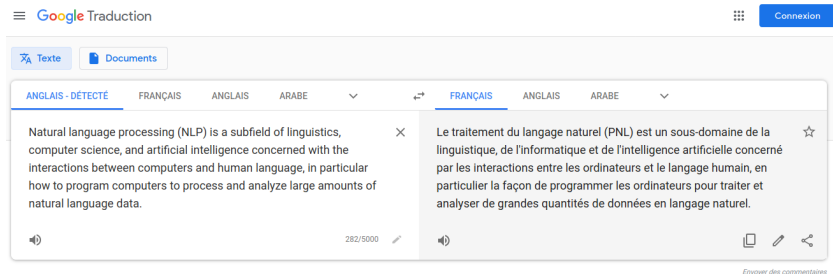 Google Traduction
Connexion
Texte
Documents
ANGLAIS - DÉTECTÉ FRANÇAIS ANGLAIS ARABE
FRANÇAIS ANGLAIS ARABE
Natural language processing (NLP) is a subfield of linguistics,
computer science, and artificial intelligence concerned with the
interactions between computers and human language, in particular
how to program computers to process and analyze large amounts of
natural language data.
282/5000
Le traitement du langage naturel (PNL) est un sous-domaine de la
linguistique, de l'informatique et de l'intelligence artificielle concerné
par les interactions entre les ordinateurs et le langage humain, en
particulier la façon de programmer les ordinateurs pour traiter et
analyser de grandes quantités de données en langage naturel.
Envoyer des commentaires